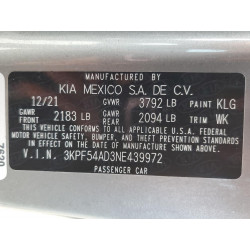 KIA MEXICO S.A. DE C.V.
12/21 GVWR 3792 LB PAINT KLG
GAWR FRONT 2183 LB GAWR REAR 2094 LB TRIM WK
THIS VEHICLE CONFORMS TO ALL APPLICABLE U.S. FEDERAL
MOTOR VEHICLE SAFETY, BUMPER, AND THEFT PREVENTION
STANDARDS IN EFFECT ON THE DATE OF MANUFACTURE SHOWN ABOVE.
V.I.N. 3KPF54AD3NE439972
PASSENGER CAR